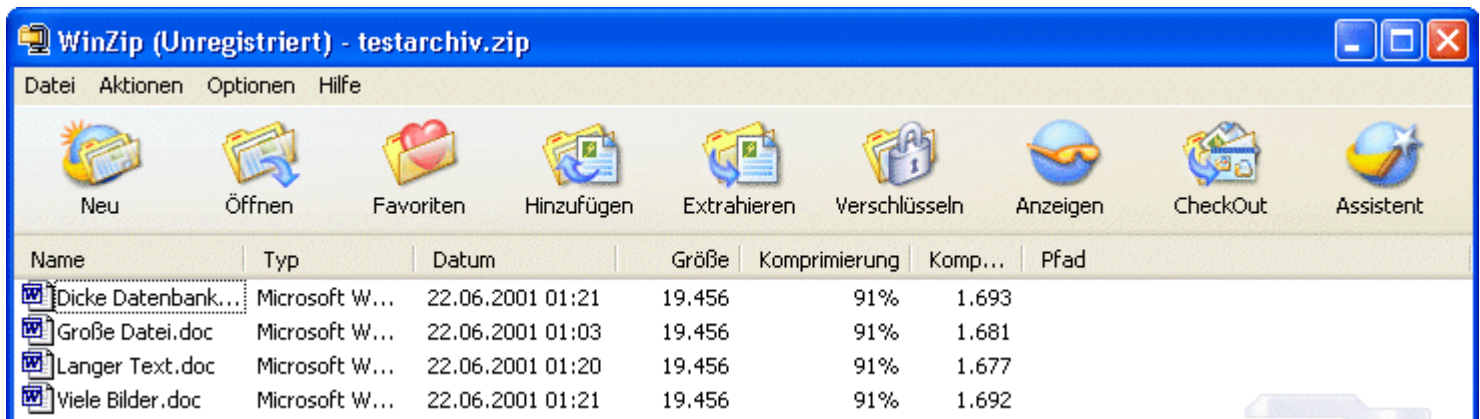 WinZip (Unregistriert) - testarchiv.zip
Datei Aktionen Optionen Hilfe
Neu Öffnen Favoriten Hinzufügen Extrahieren Verschlüsseln Anzeigen CheckOut Assistent
Name Typ Datum Größe Komprimierung Komp... Pfad
Dicke Datenbank... Microsoft W... 22.06.2001 01:21 19.456 91% 1.693
Große Datei.doc Microsoft W... 22.06.2001 01:03 19.456 91% 1.681
Langer Text.doc Microsoft W... 22.06.2001 01:20 19.456 91% 1.677
Viele Bilder.doc Microsoft W... 22.06.2001 01:21 19.456 91% 1.692